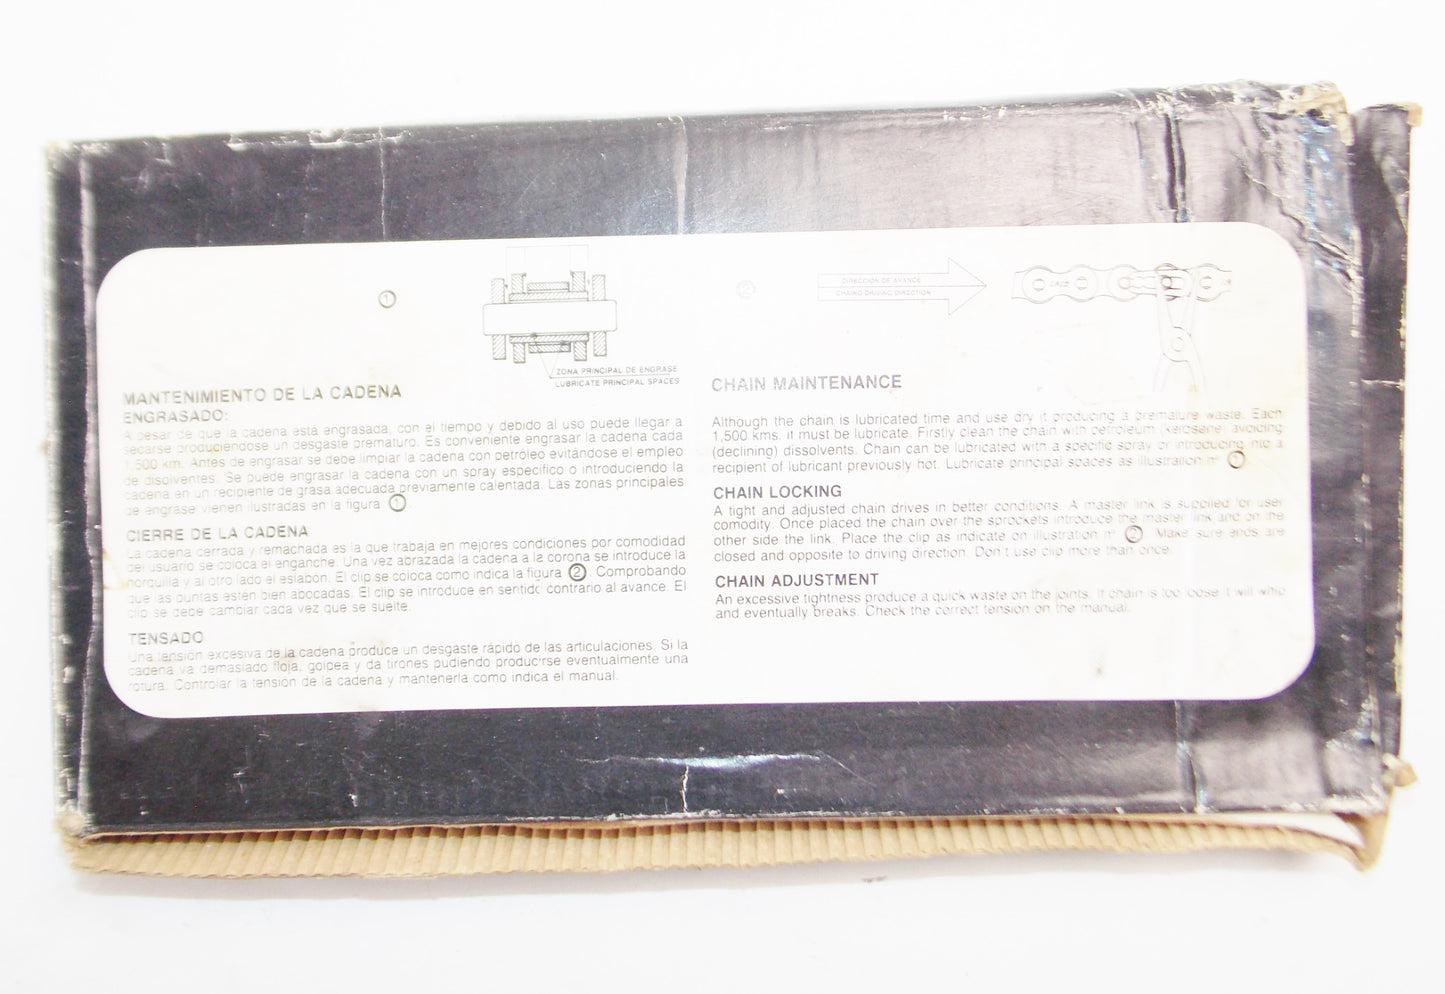 ①
ZONA PRINCIPAL DE ENGRASE
LUBRICATE PRINCIPAL SPACES
MANTENIMIENTO DE LA CADENA
ENGRASADO:
A pesar de que la cadena está engrasada, con el tiempo y debido al uso puede llegar a
secarse produciendose un desgaste prematuro. Es conveniente engrasar la cadena cada
1.500 km. Antes de engrasar se debe limpiar la cadena con petróleo evitándose el empleo
de disolventes. Se puede engrasar la cadena con un spray especifico o introduciendo la
cadena en un recipiente de grasa adecuada previamente calentada. Las zonas principales
de engrase vienen ilustradas en la figura ①.
CIERRE DE LA CADENA
La cadena cerrada y remachada es la que trabaja en mejores condiciones por comodidad
del usuario se coloca el enganche. Una vez abrazada la cadena a la corona se introduce la
horquilla y al otro lado el eslabon. El clip se coloca como indica la figura ②. Comprobando
que las puntas estén bien abocadas. El clip se introduce en sentido contrario al avance. El
clip se debe cambiar cada vez que se suelte.
TENSADO
Una tensión excesiva de la cadena produce un desgaste rápido de las articulaciones. Si la
cadena va demasiado floja, golpea y da tirones pudiendo producirse eventualmente una
rotura. Controlar la tensión de la cadena y mantenerla como indica el manual.
②
DIRECCION DE AVANCE
CHAING DRIVING DIRECTION
CHAIN MAINTENANCE
Although the chain is lubricated time and use dry it producing a premature waste. Each
1,500 kms. it must be lubricate. Firstly clean the chain with petroleum (kerosene) avoiding
(declining) dissolvents. Chain can be lubricated with a specific spray or introducing into a
recipient of lubricant previously hot. Lubricate principal spaces as illustration n° ①.
CHAIN LOCKING
A tight and adjusted chain drives in better conditions. A master link is supplied for user
comodity. Once placed the chain over the sprockets introduce the master link and on the
other side the link. Place the clip as indicate on illustration n° ②. Make sure ends are
closed and opposite to driving direction. Don't use clip more than once.
CHAIN ADJUSTMENT
An excessive tightness produce a quick waste on the joints. If chain is too loose it will whip
and eventually breaks. Check the correct tension on the manual.